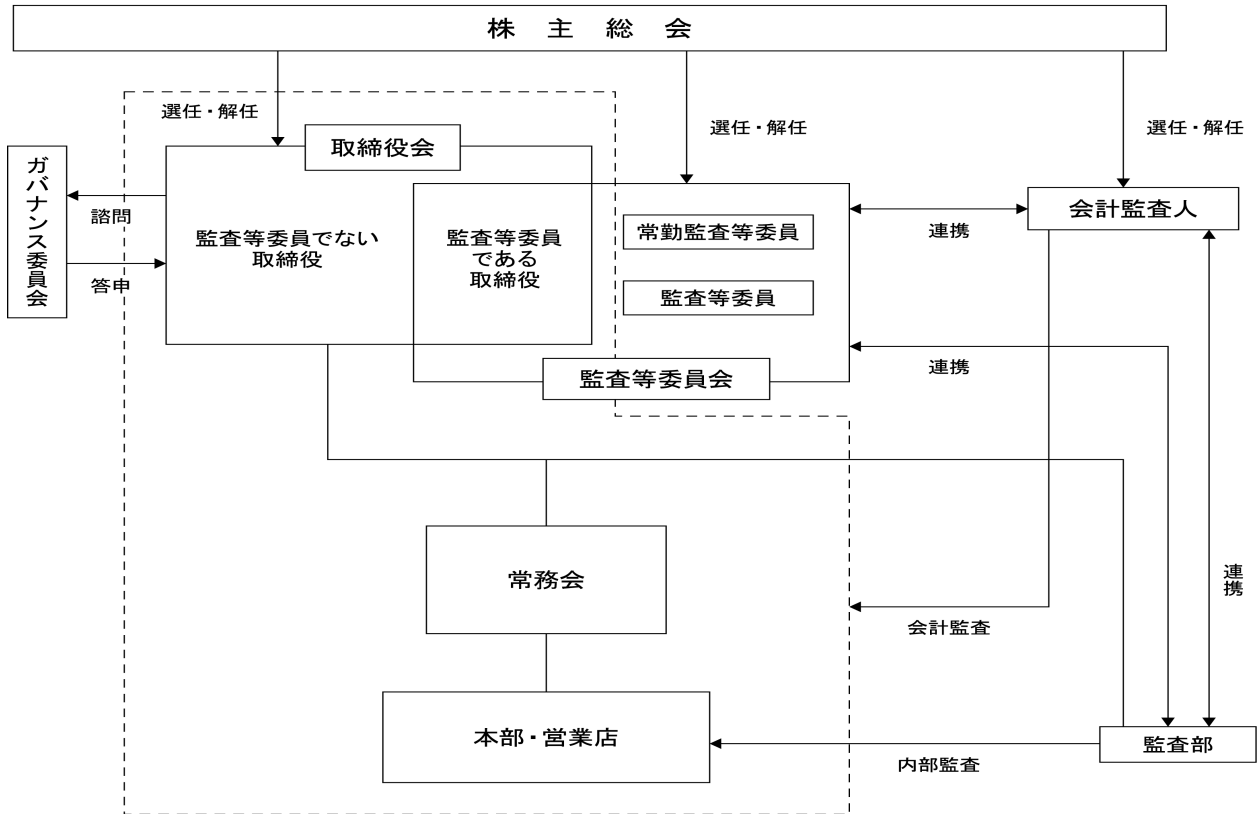 株主総会
選任・解任
選任・解任
選任・解任
取締役会
ガバナンス委員会
諮問
答申
監査等委員でない
取締役
監査等委員
である
取締役
常勤監査等委員
監査等委員
監査等委員会
連携
連携
会計監査人
常務会
会計監査
連携
本部・営業店
内部監査
監査部